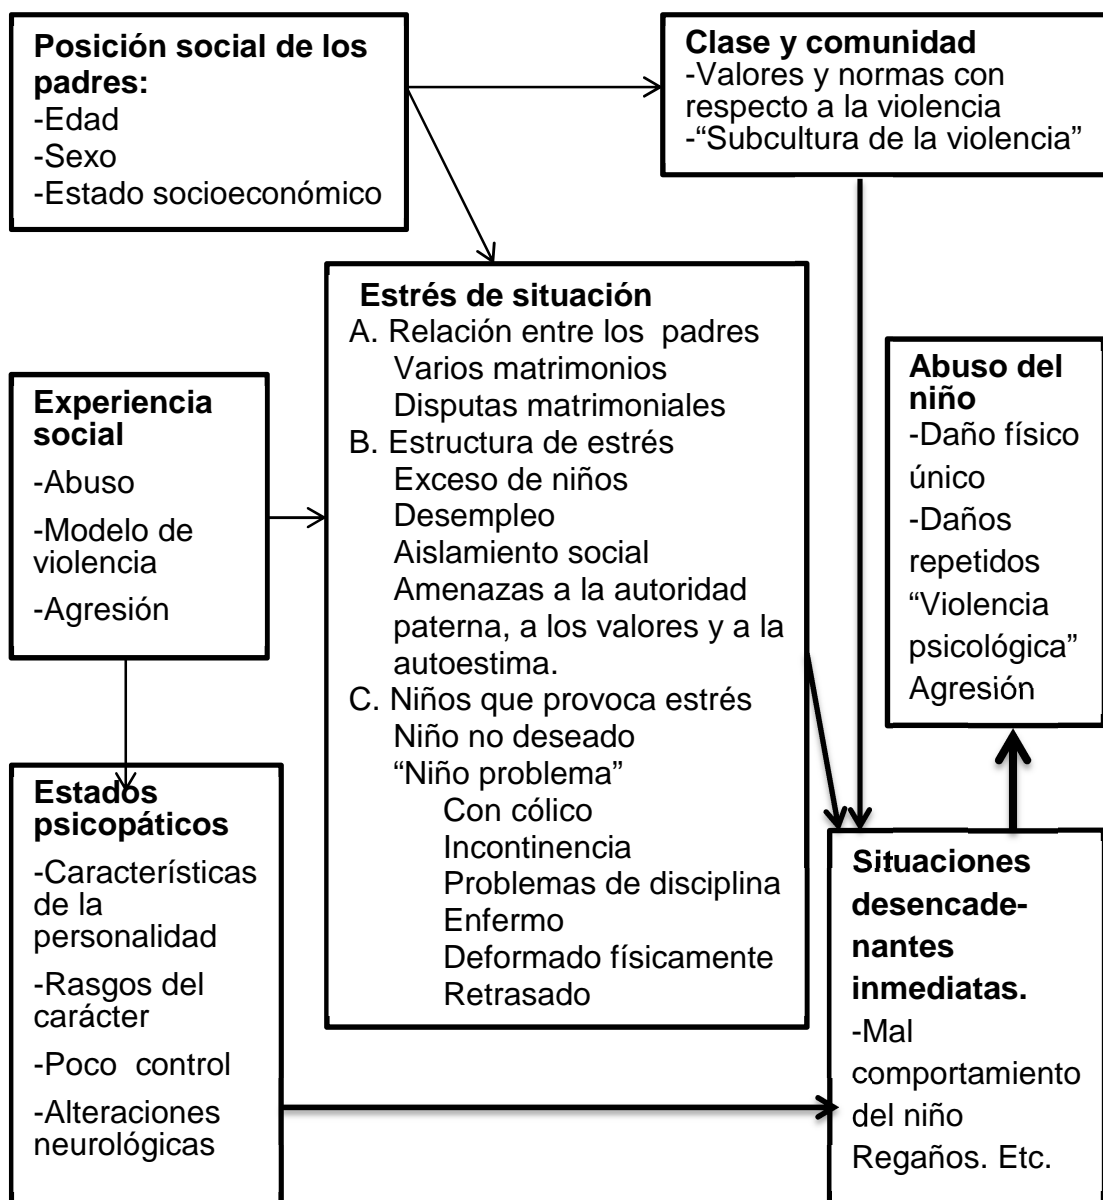 Posición social de los
padres:
-Edad
-Sexo
-Estado socioeconómico
Clase y comunidad
-Valores y normas con
respecto a la violencia
-“Subcultura de la violencia”
Estrés de situación
A. Relación entre los padres
Varios matrimonios
Disputas matrimoniales
B. Estructura de estrés
Exceso de niños
Desempleo
Aislamiento social
Amenazas a la autoridad
paterna, a los valores y a la
autoestima.
C. Niños que provoca estrés
Niño no deseado
“Niño problema”
Con cólico
Incontinencia
Problemas de disciplina
Enfermo
Deformado físicamente
Retrasado
Experiencia
social
-Abuso
-Modelo de
violencia
-Agresión
Abuso del
niño
-Daño físico
único
-Daños
repetidos
“Violencia
psicológica”
Agresión
Estados
psicopáticos
-Características
de la
personalidad
-Rasgos del
carácter
-Poco control
-Alteraciones
neurológicas
Situaciones
desencade-
nantes
inmediatas.
-Mal
comportamiento
del niño
Regaños. Etc.